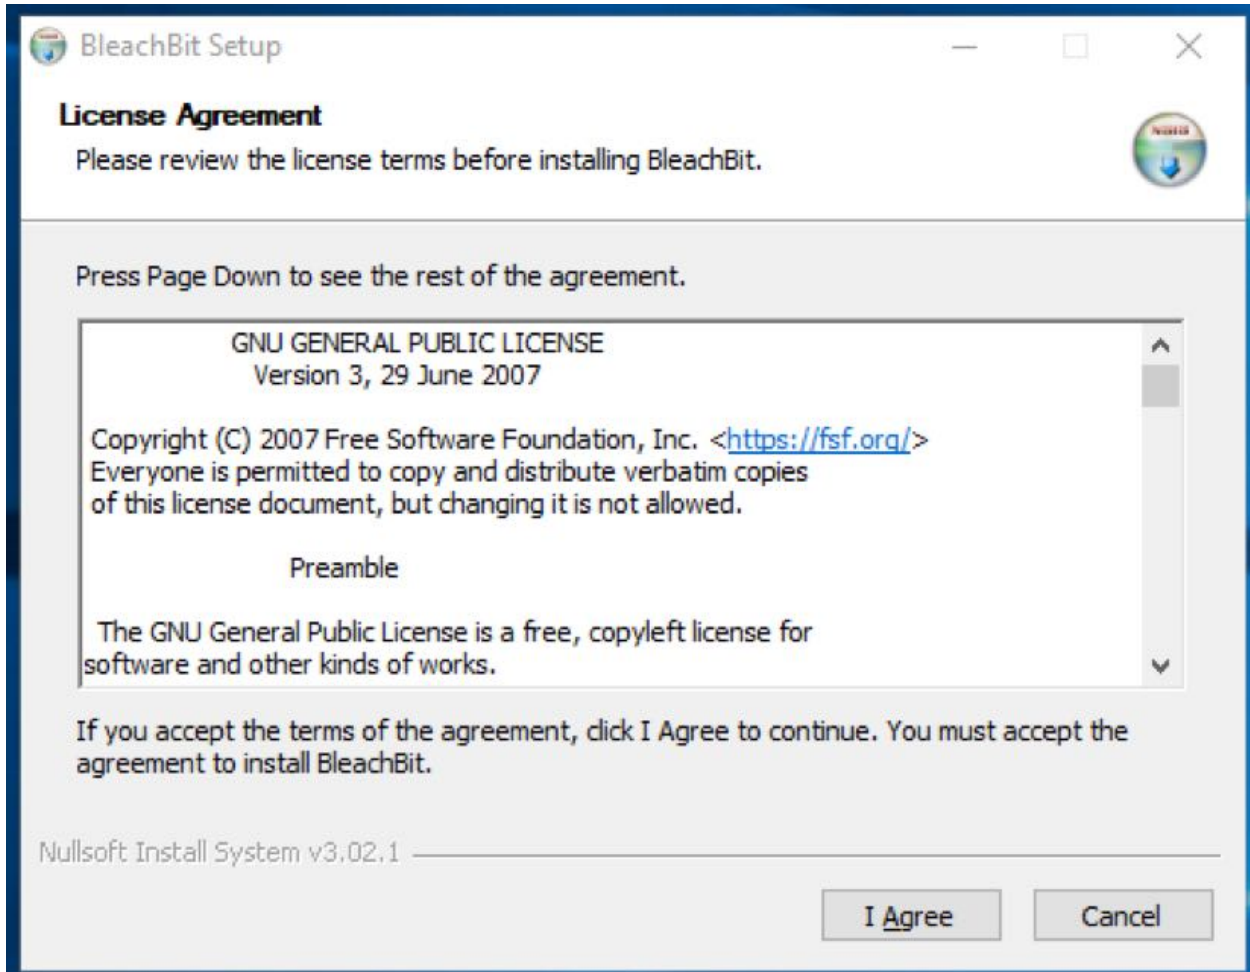 BleachBit Setup
License Agreement
Please review the license terms before installing BleachBit.
Press Page Down to see the rest of the agreement.
GNU GENERAL PUBLIC LICENSE
Version 3, 29 June 2007
Copyright (C) 2007 Free Software Foundation, Inc. <https://fsf.org/>
Everyone is permitted to copy and distribute verbatim copies
of this license document, but changing it is not allowed.
Preamble
The GNU General Public License is a free, copyleft license for
software and other kinds of works.
If you accept the terms of the agreement, click I Agree to continue. You must accept the
agreement to install BleachBit.
Nullsoft Install System v3.02.1
I Agree
Cancel